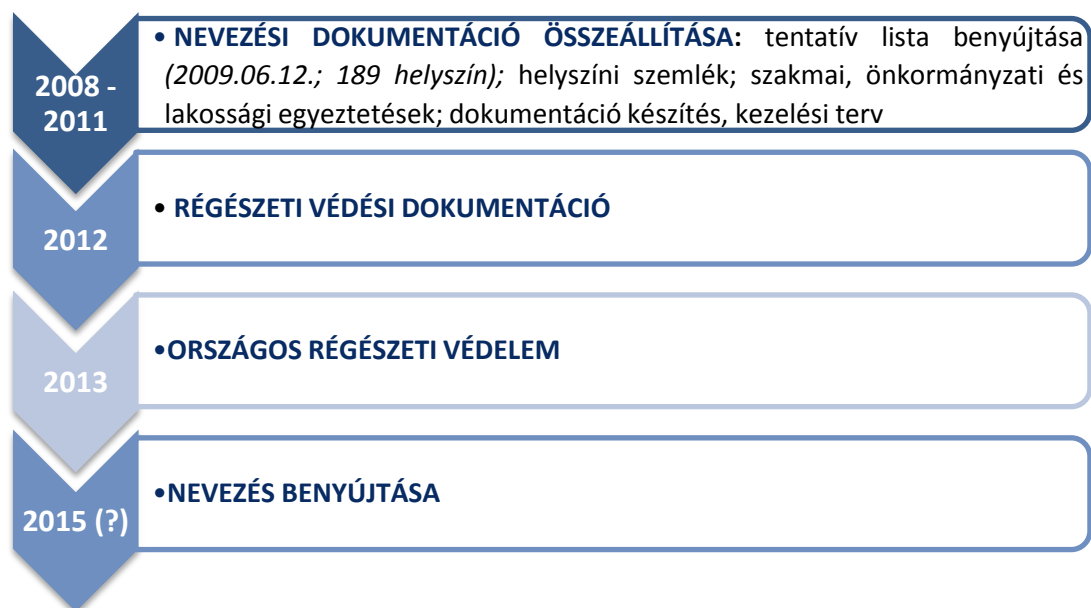 2008 -
2011
• NEVEZÉSI DOKUMENTÁCIÓ ÖSSZEÁLLÍTÁSA: tentatív lista benyújtása
(2009.06.12.; 189 helyszín); helyszíni szemlék; szakmai, önkormányzati és
lakossági egyeztetések; dokumentáció készítés, kezelési terv
2012
• RÉGÉSZETI VÉDÉSI DOKUMENTÁCIÓ
2013
•ORSZÁGOS RÉGÉSZETI VÉDELEM
2015 (?)
•NEVEZÉS BENYÚJTÁSA